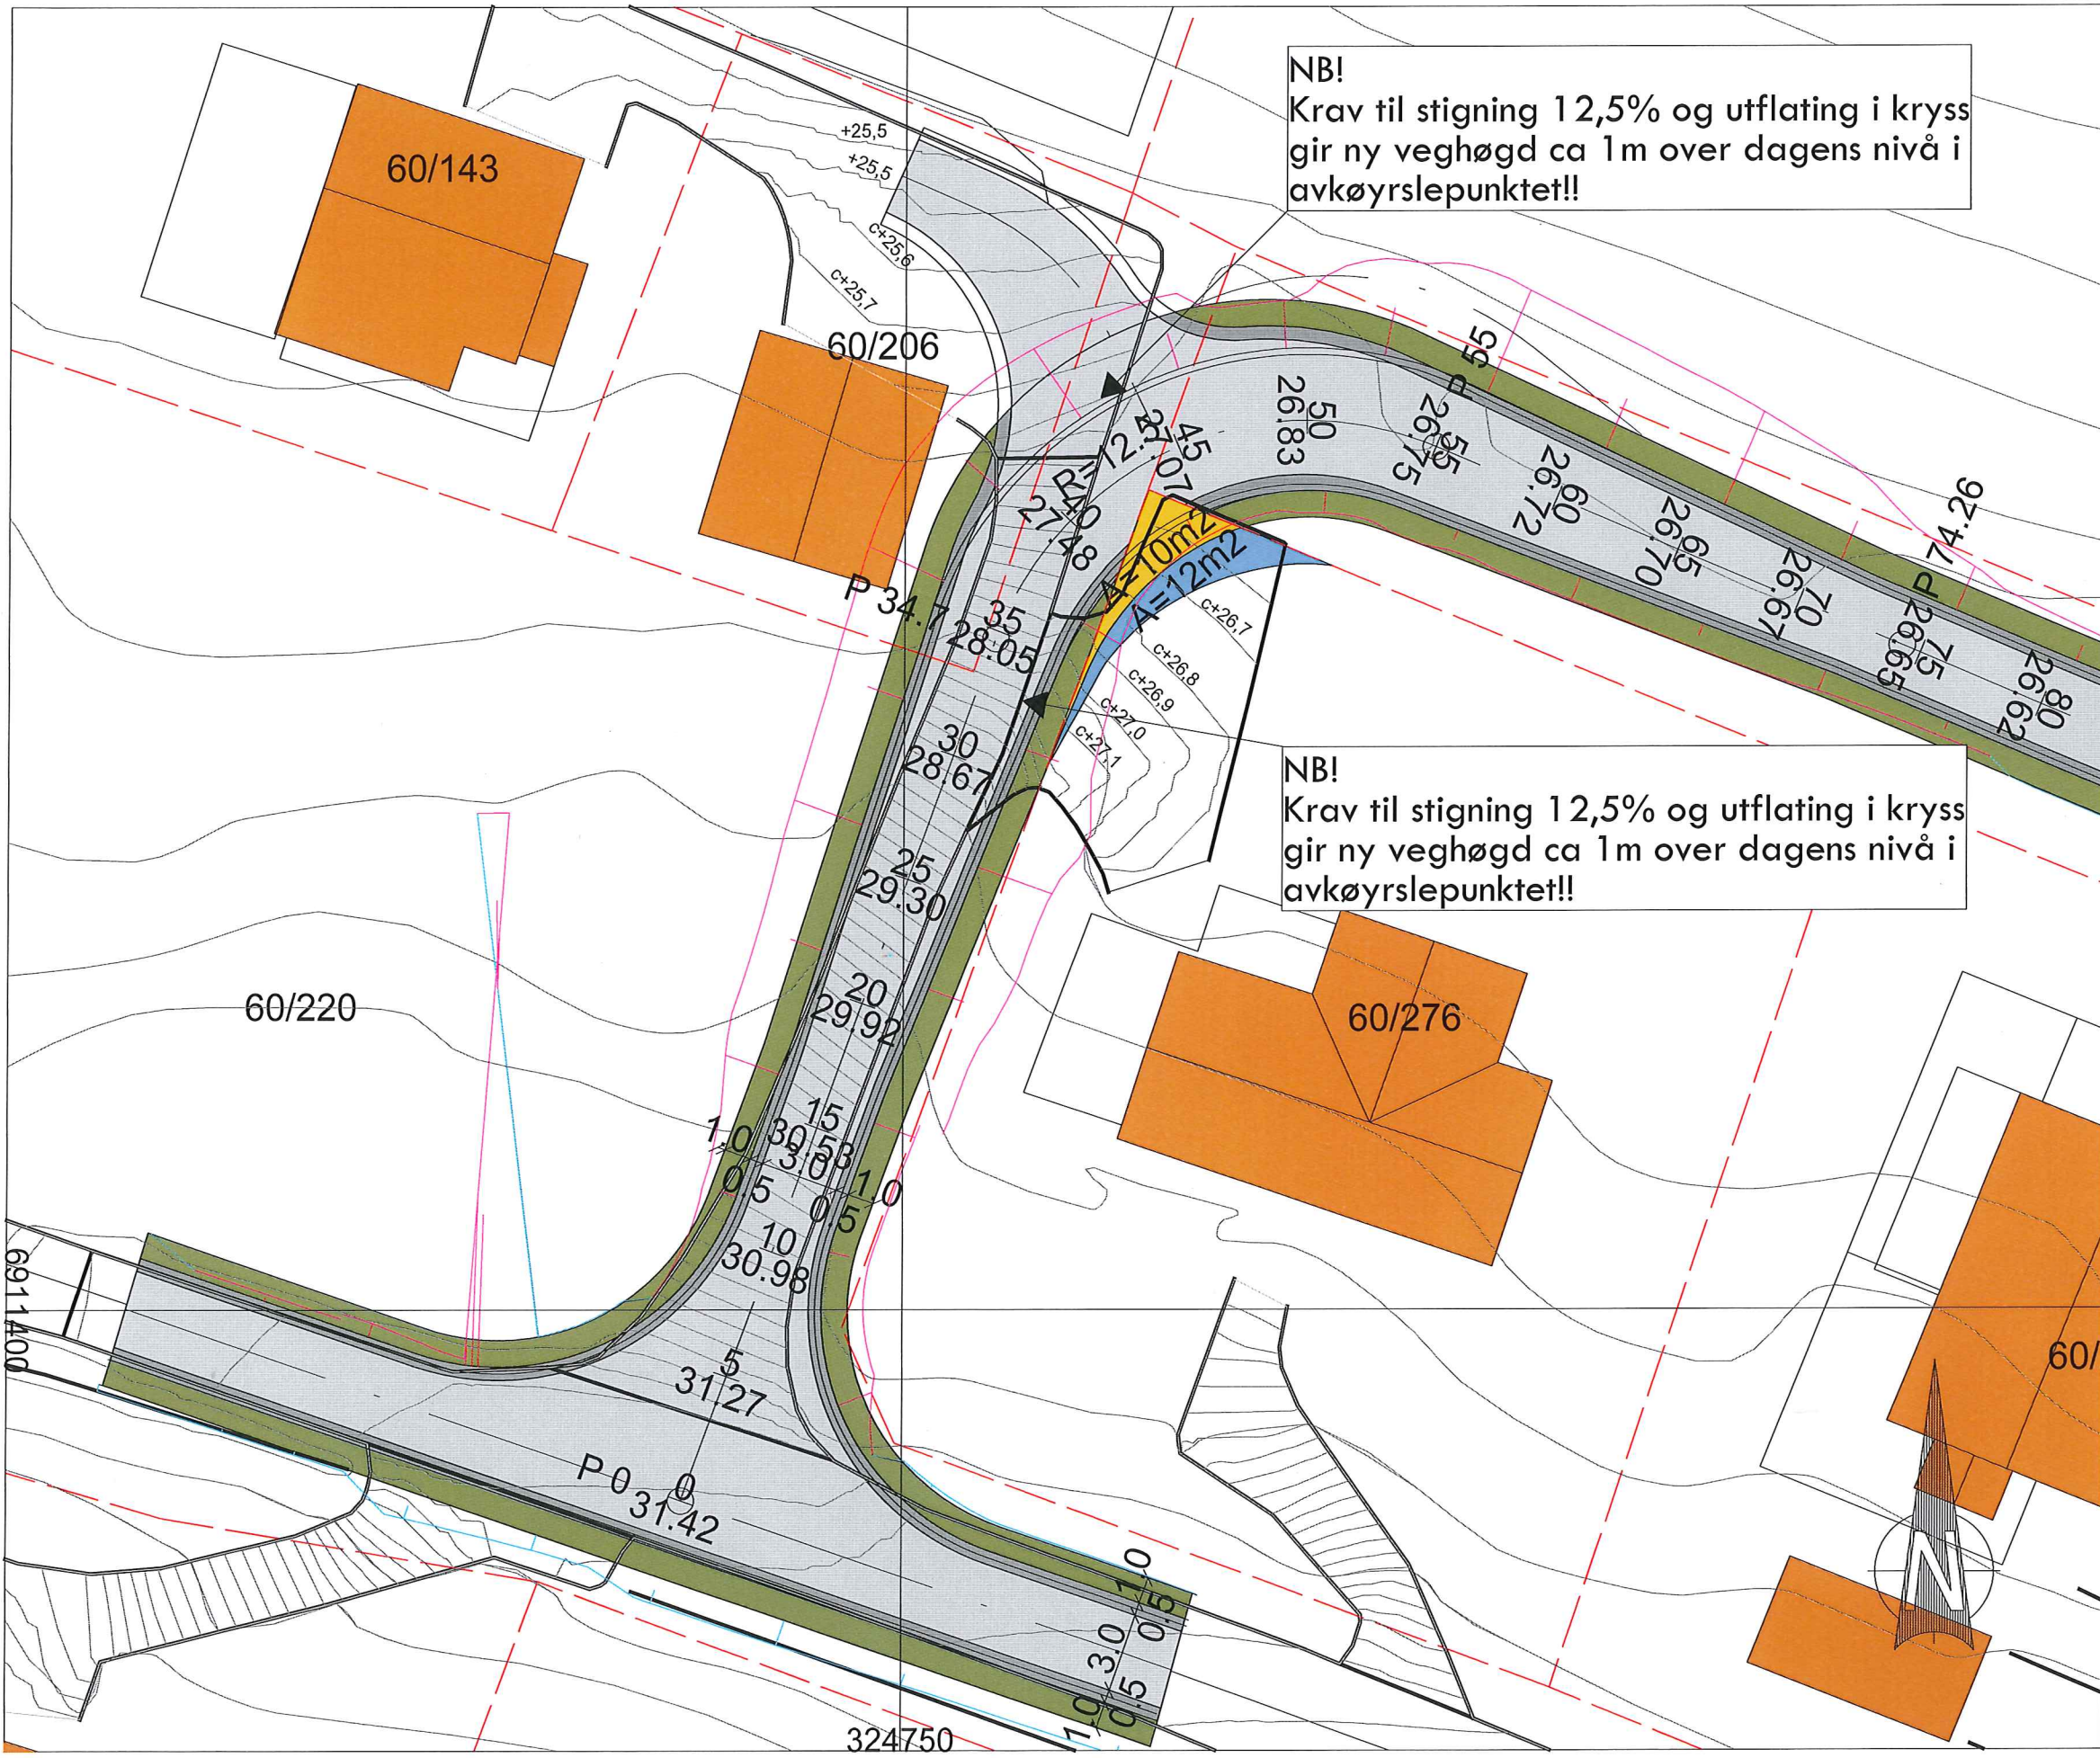 NB!
Krav til stigning 12,5% og utflating i kryss
gir ny veghøgd ca 1m over dagens nivå i
avkøyrslepunktet!!
60/143
+25,5
+25,5
c+25,6
c+25,7
60/206
P 55
50
26.83
45
27.07
R=12.5
40
27.48
55
26.75
60
26.72
65
26.70
70
26.67
P 74.26
75
26.65
80
26.62
A=10m2
A=12m2
P 34.7
35
28.05
c+26,7
c+26,8
c+26,9
c+27,0
c+27,1
30
28.67
NB!
Krav til stigning 12,5% og utflating i kryss
gir ny veghøgd ca 1m over dagens nivå i
avkøyrslepunktet!!
25
29.30
20
29.92
60/220
60/276
15
30.53
1.0
3.0
0.5
1.0
0.5
10
30.98
6911400
5
31.27
60/
P 0
0
31.42
1.0
0.5
3.0
0.5
1.0
N
324750